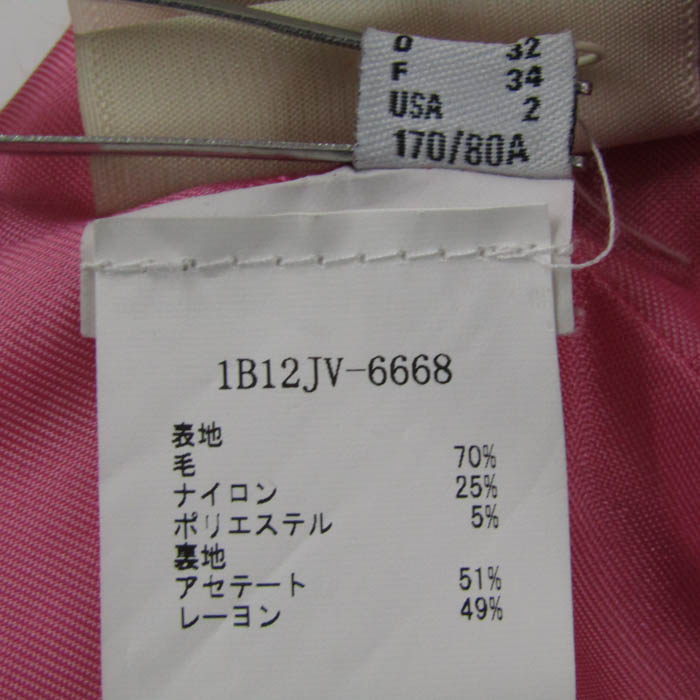 D 32
F 34
USA 2
170/80A
1B12JV-6668
表地
毛 70%
ナイロン 25%
ポリエステル 5%
裏地
アセテート 51%
レーヨン 49%